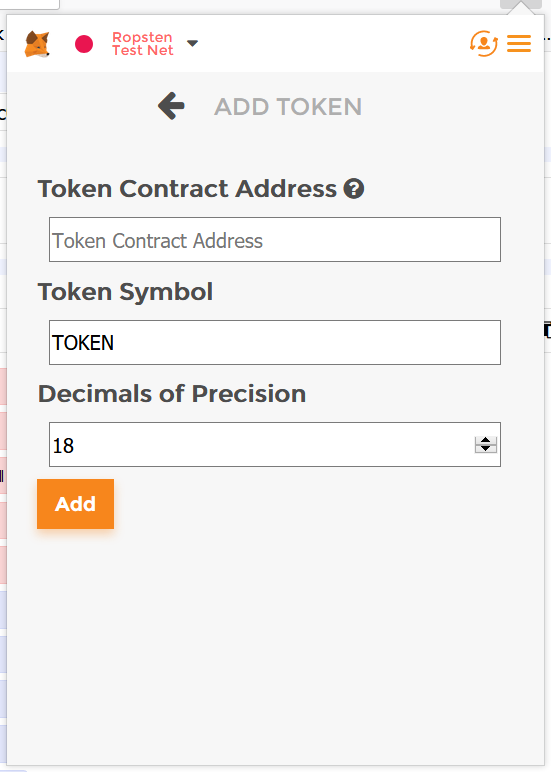 Ropsten
Test Net
ADD TOKEN
Token Contract Address
Token Contract Address
Token Symbol
TOKEN
Decimals of Precision
18
Add